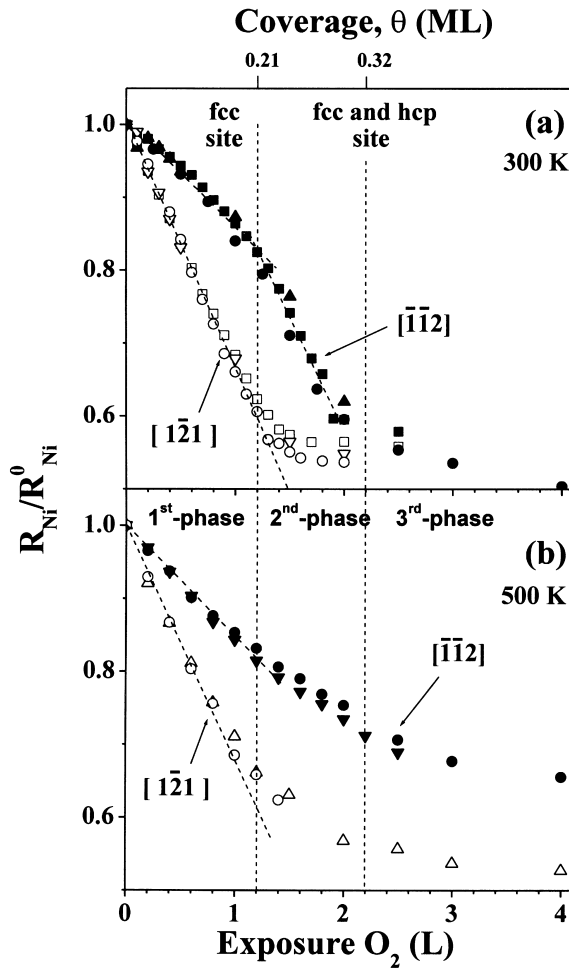 Coverage, θ (ML)
0.21 0.32
fcc site
fcc and hcp site
(a)
300 K
1.0
0.8
0.6
[1̅1̅2]
[ 12̅1 ]
R_Ni/R⁰_Ni
1ˢᵗ-phase 2ⁿᵈ-phase 3ʳᵈ-phase
(b)
500 K
1.0
0.8
0.6
[1̅1̅2]
[ 12̅1 ]
0 1 2 3 4
Exposure O₂ (L)